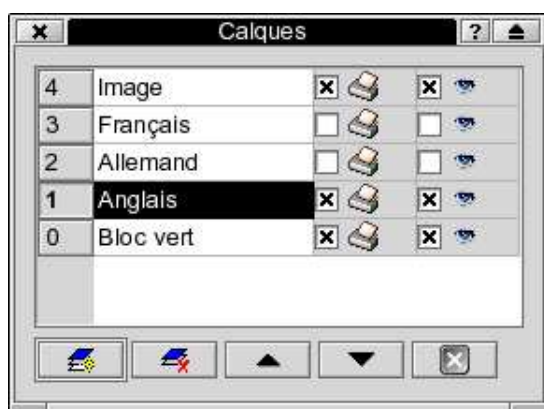 Calques ?
4 Image
3 Français
2 Allemand
1 Anglais
0 Bloc vert